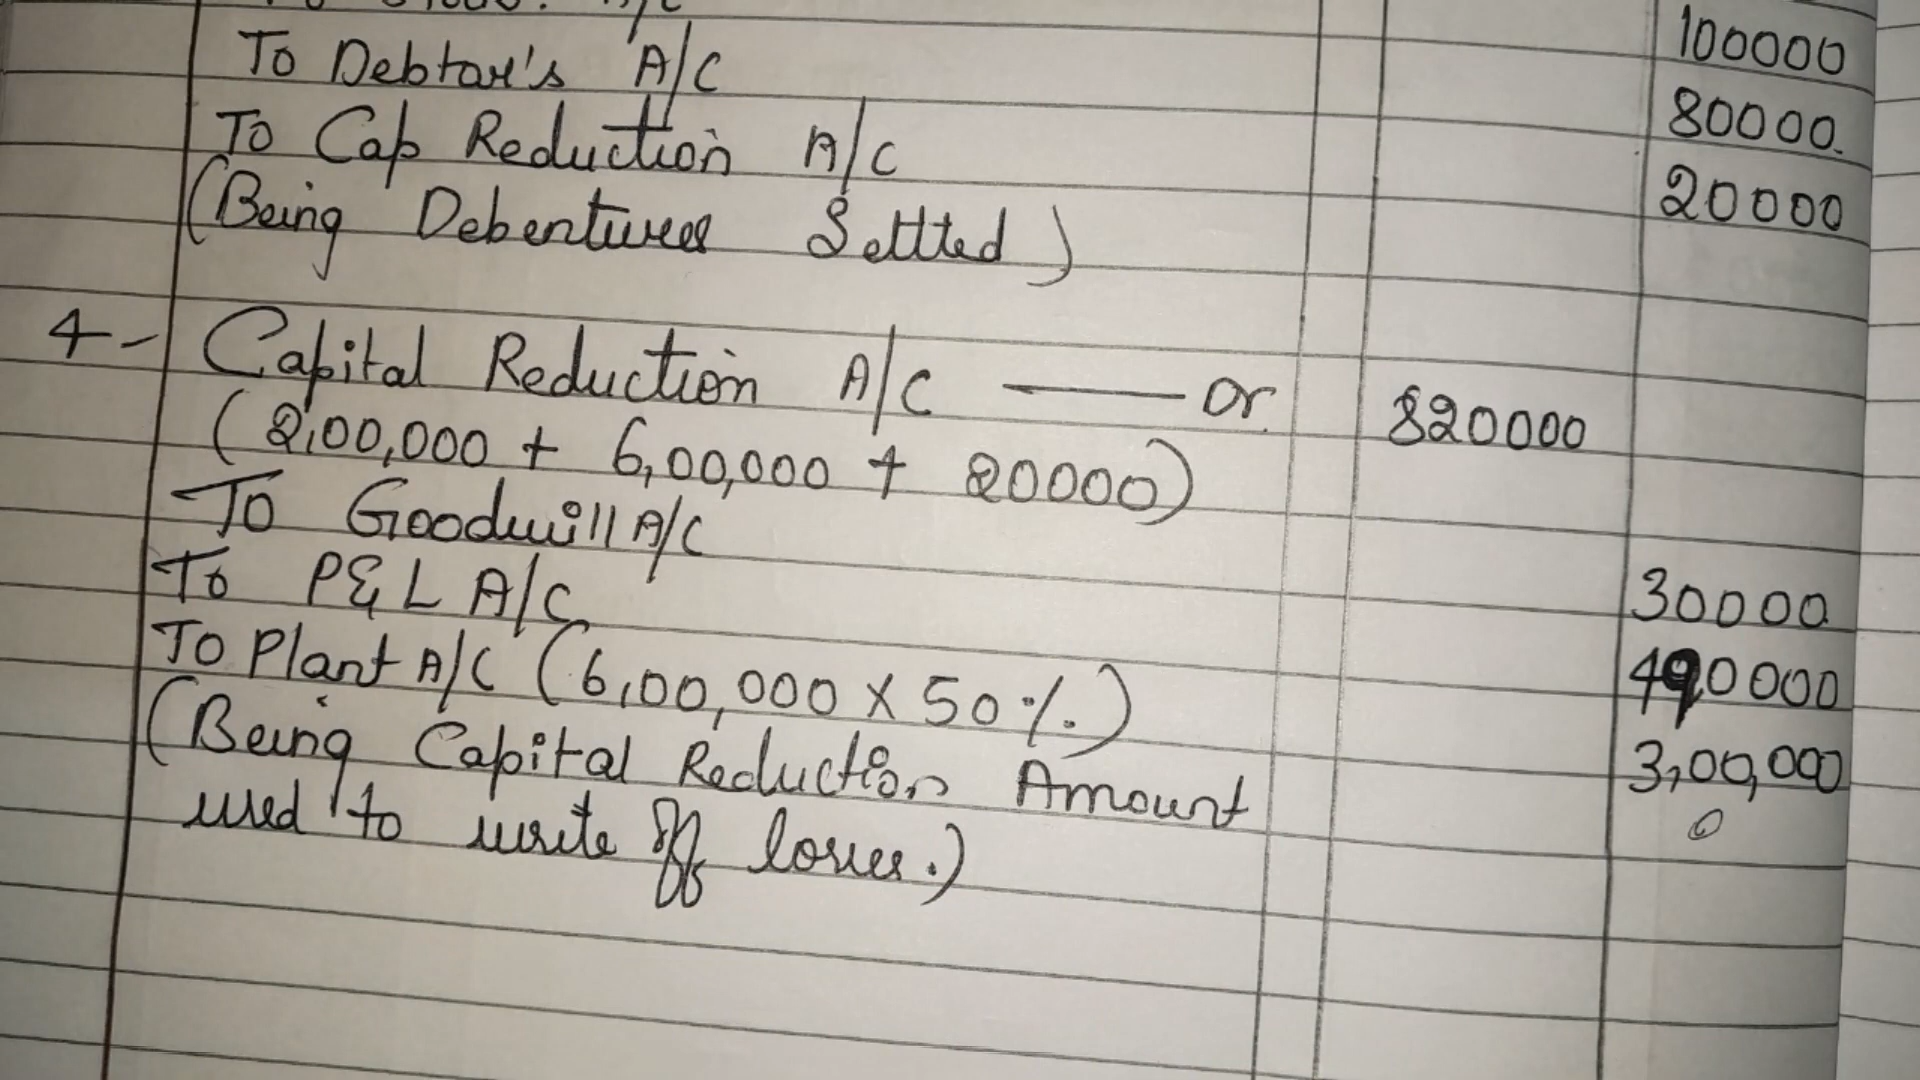 A/C 100000
To Debtor's A/C 80000.
To Cap Reduction A/C 20000
(Being Debentures Settted)
4- Capital Reduction A/C —— Dr. 820000
(2,00,000 + 6,00,000 + 20000)
To Goodwill A/C 30000
To P&L A/C 490000
To Plant A/C (6,00,000 X 50%.) 3,00,000
(Being Capital Reduction Amount
used to write off losses.)